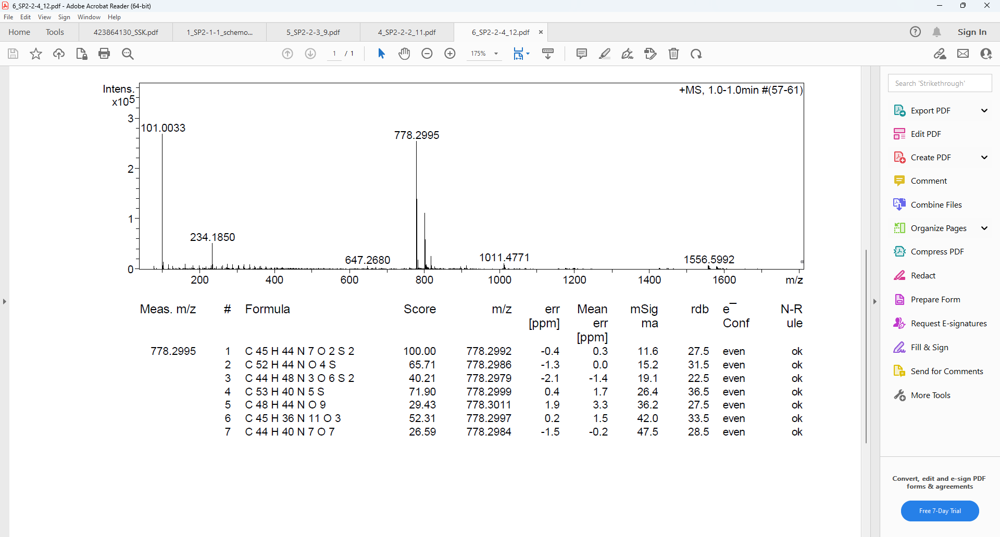 6_SP2-2-4_12.pdf - Adobe Acrobat Reader (64-bit)
File Edit View Sign Window Help
Home Tools 423864130_SSK.pdf 1_SP2-1-1_schemo... 5_SP2-2-3_9.pdf 4_SP2-2-2_11.pdf 6_SP2-2-4_12.pdf × Sign In
1 / 1 175%
Intens.
x10⁵
+MS, 1.0-1.0min #(57-61)
3
101.0033
778.2995
2
1
234.1850
647.2680
1011.4771
1556.5992
0
200 400 600 800 1000 1200 1400 1600 m/z
Meas. m/z # Formula Score m/z err Mean mSig rdb e¯ N-R
[ppm] err ma Conf ule
[ppm]
778.2995 1 C 45 H 44 N 7 O 2 S 2 100.00 778.2992 -0.4 0.3 11.6 27.5 even ok
2 C 52 H 44 N O 4 S 65.71 778.2986 -1.3 0.0 15.2 31.5 even ok
3 C 44 H 48 N 3 O 6 S 2 40.21 778.2979 -2.1 -1.4 19.1 22.5 even ok
4 C 53 H 40 N 5 S 71.90 778.2999 0.4 1.7 26.4 36.5 even ok
5 C 48 H 44 N O 9 29.43 778.3011 1.9 3.3 36.2 27.5 even ok
6 C 45 H 36 N 11 O 3 52.31 778.2997 0.2 1.5 42.0 33.5 even ok
7 C 44 H 40 N 7 O 7 26.59 778.2984 -1.5 -0.2 47.5 28.5 even ok
Search 'Strikethrough'
Export PDF
Edit PDF
Create PDF
Comment
Combine Files
Organize Pages
Compress PDF
Redact
Prepare Form
Request E-signatures
Fill & Sign
Send for Comments
More Tools
Convert, edit and e-sign PDF
forms & agreements
Free 7-Day Trial